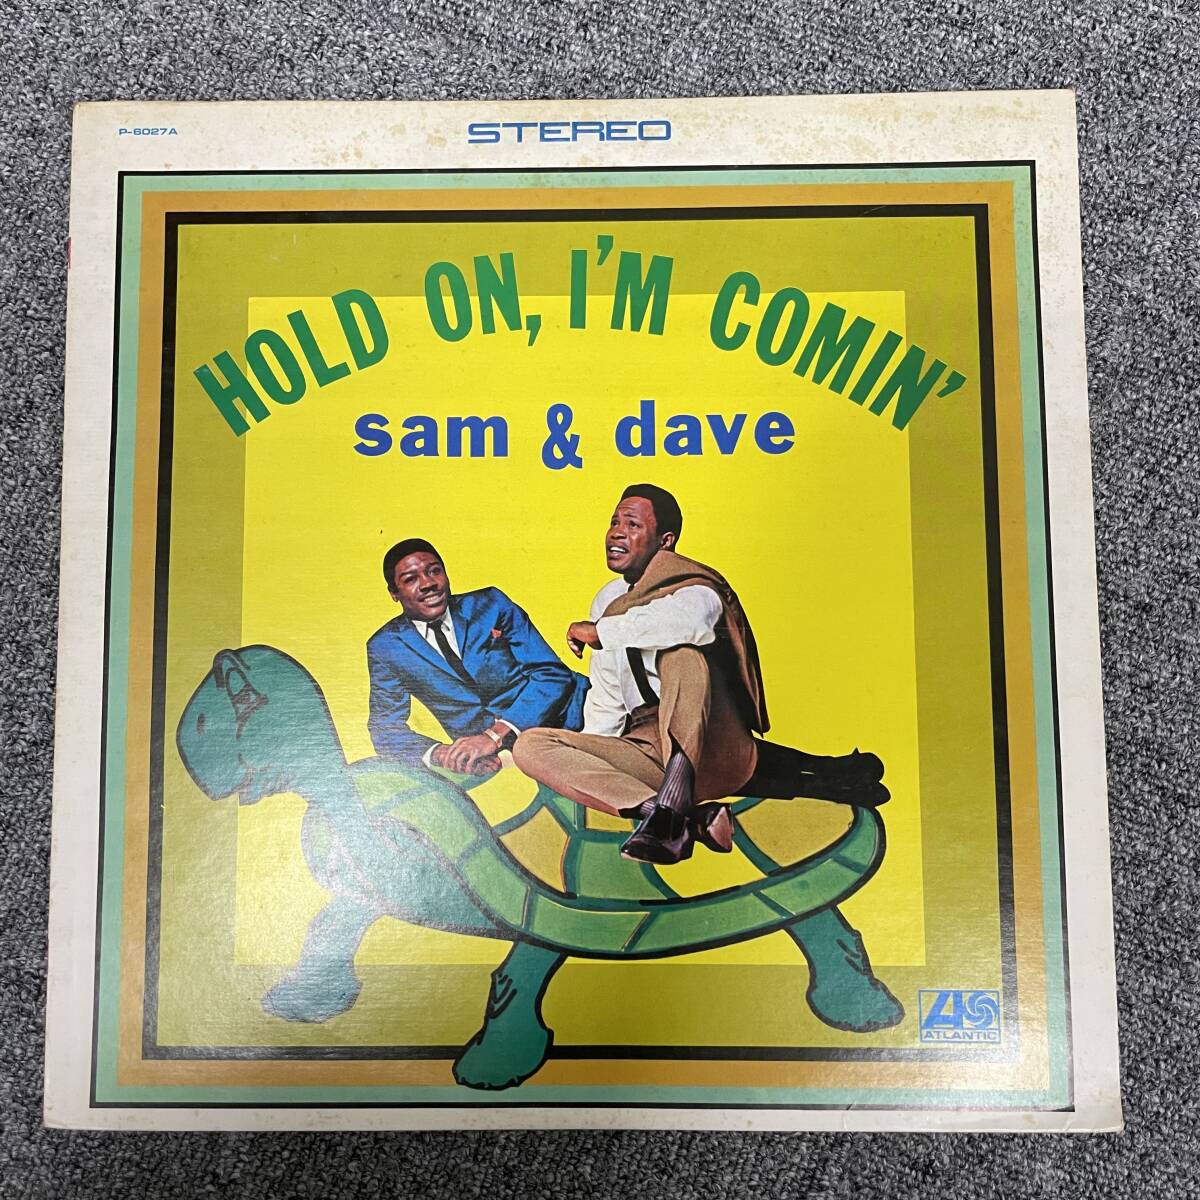 P-6027A
STEREO
HOLD ON, I'M COMIN'
sam & dave
ATLANTIC